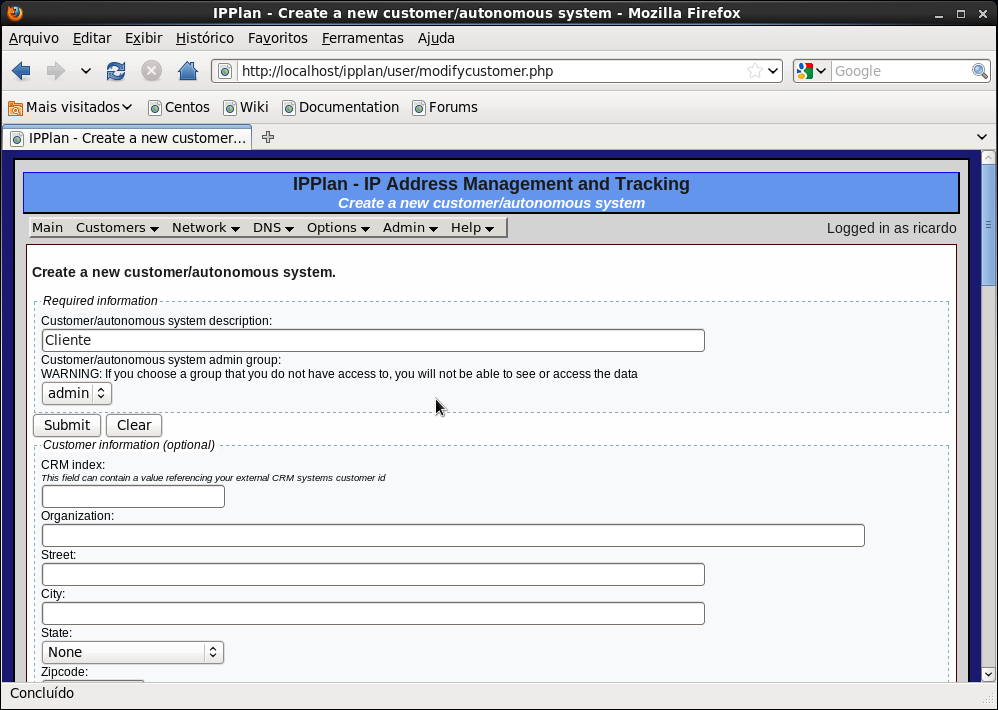 IPPlan - Create a new customer/autonomous system - Mozilla Firefox
Arquivo Editar Exibir Histórico Favoritos Ferramentas Ajuda
http://localhost/ipplan/user/modifycustomer.php Google
Mais visitados Centos Wiki Documentation Forums
IPPlan - Create a new customer...
IPPlan - IP Address Management and Tracking
Create a new customer/autonomous system
Main Customers Network DNS Options Admin Help Logged in as ricardo
Create a new customer/autonomous system.
Required information
Customer/autonomous system description:
Cliente
Customer/autonomous system admin group:
WARNING: If you choose a group that you do not have access to, you will not be able to see or access the data
admin
Submit Clear
Customer information (optional)
CRM index:
This field can contain a value referencing your external CRM systems customer id
Organization:
Street:
City:
State:
None
Zipcode:
Concluído